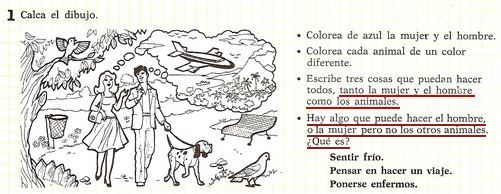 1 Calca el dibujo.
• Colorea de azul la mujer y el hombre.
• Colorea cada animal de un color
diferente.
• Escribe tres cosas que puedan hacer
todos, tanto la mujer y el hombre
como los animales.
• Hay algo que puede hacer el hombre,
o la mujer pero no los otros animales.
¿Qué es?
Sentir frío.
Pensar en hacer un viaje.
Ponerse enfermos.